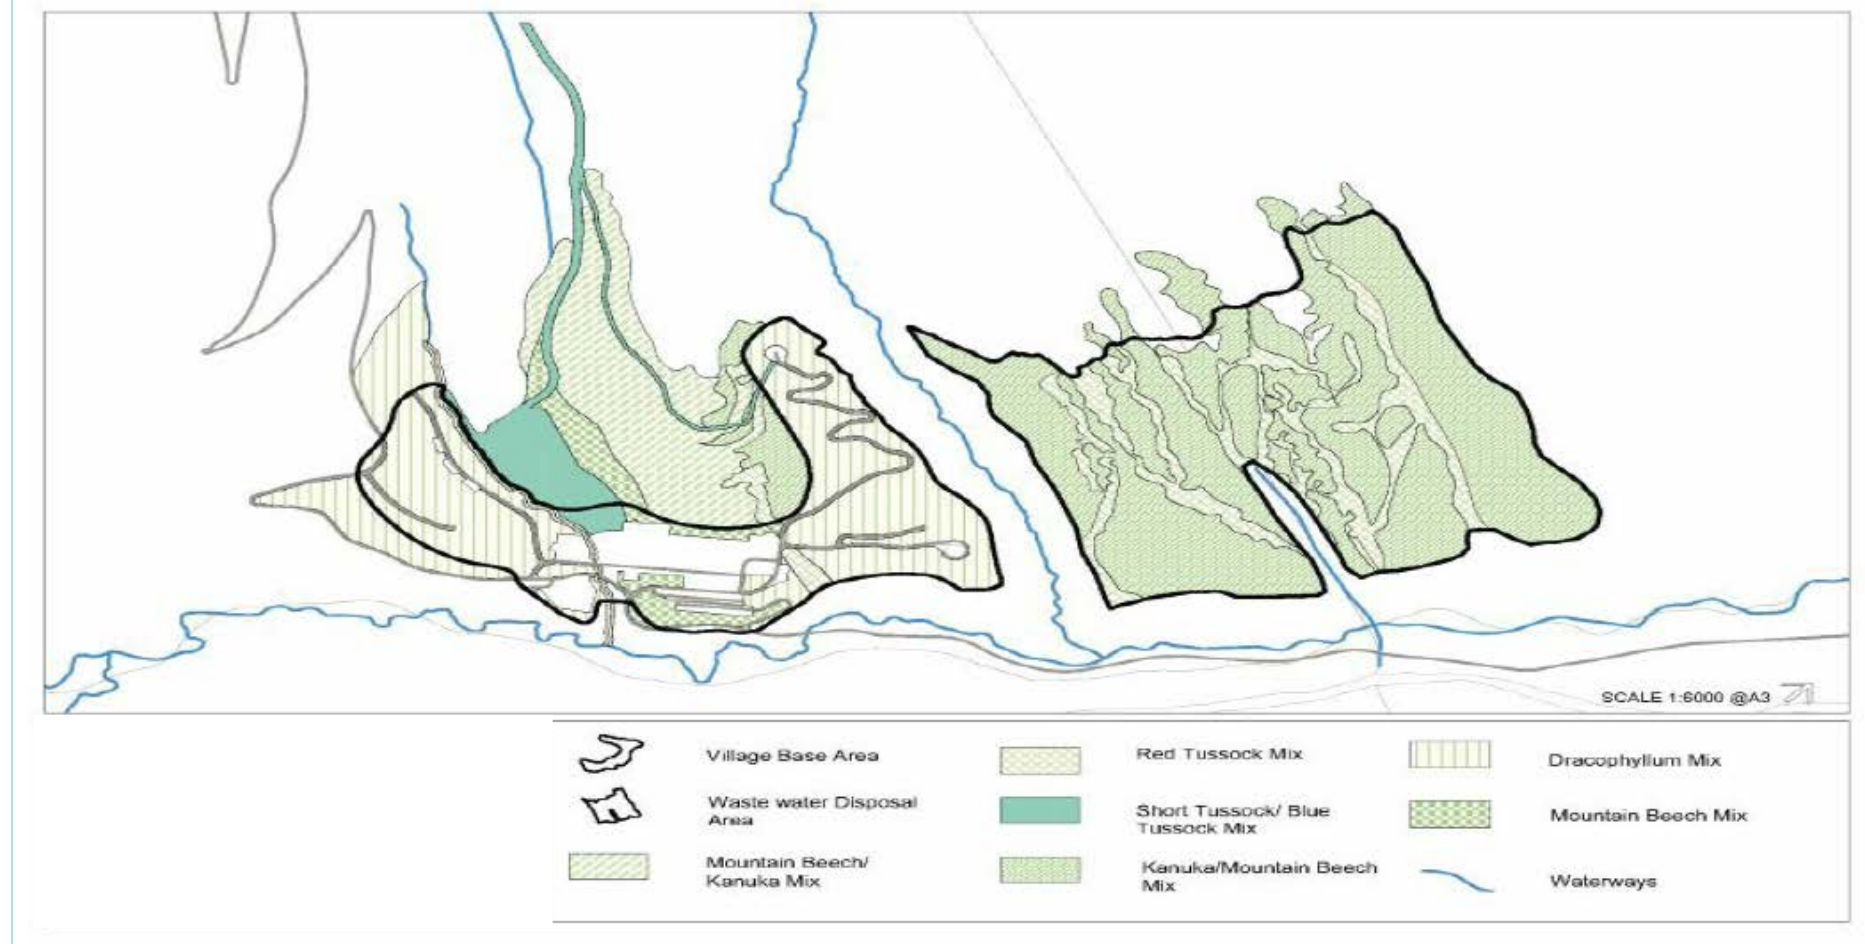 SCALE 1:6000 @A3
Village Base Area
Red Tussock Mix
Dracophyllum Mix
Waste water Disposal
Area
Short Tussock/ Blue
Tussock Mix
Mountain Beech Mix
Mountain Beech/
Kanuka Mix
Kanuka/Mountain Beech
Mix
Waterways